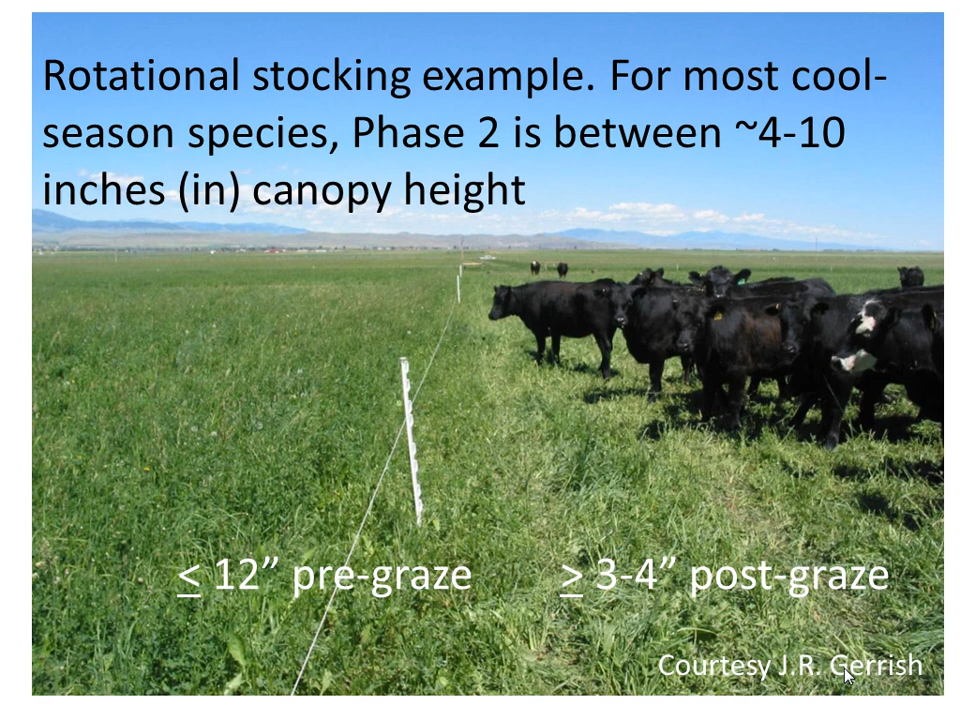 Rotational stocking example. For most cool-
season species, Phase 2 is between ~4-10
inches (in) canopy height
≤ 12” pre-graze
≥ 3-4” post-graze
Courtesy J.R. Gerrish